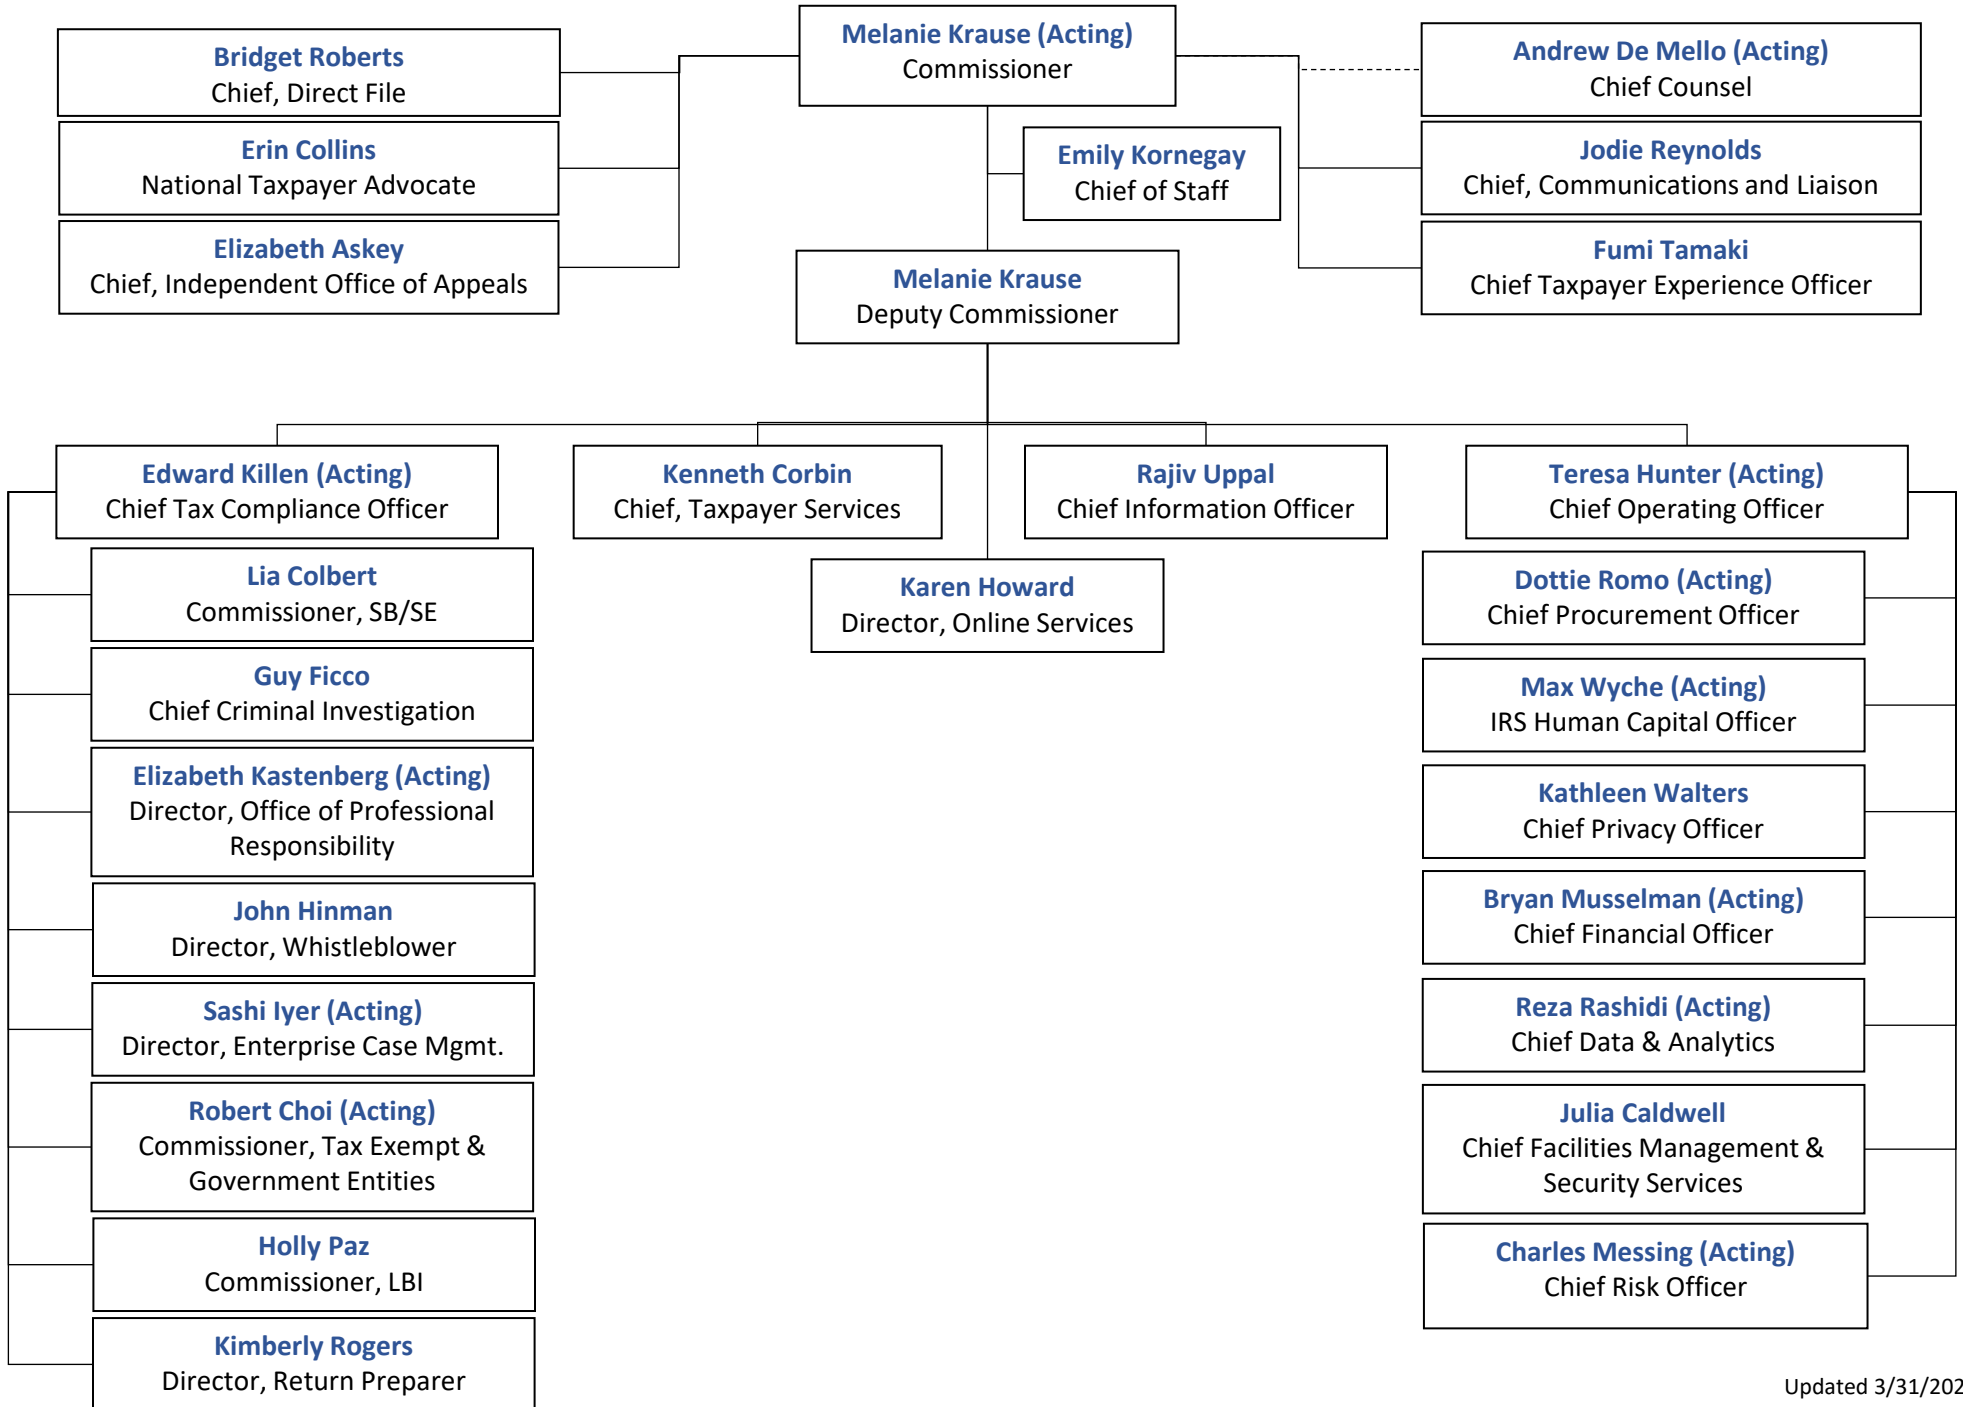 Melanie Krause (Acting)
Commissioner
Bridget Roberts
Chief, Direct File
Erin Collins
National Taxpayer Advocate
Elizabeth Askey
Chief, Independent Office of Appeals
Emily Kornegay
Chief of Staff
Andrew De Mello (Acting)
Chief Counsel
Jodie Reynolds
Chief, Communications and Liaison
Fumi Tamaki
Chief Taxpayer Experience Officer
Melanie Krause
Deputy Commissioner
Edward Killen (Acting)
Chief Tax Compliance Officer
Kenneth Corbin
Chief, Taxpayer Services
Rajiv Uppal
Chief Information Officer
Teresa Hunter (Acting)
Chief Operating Officer
Karen Howard
Director, Online Services
Lia Colbert
Commissioner, SB/SE
Guy Ficco
Chief Criminal Investigation
Elizabeth Kastenberg (Acting)
Director, Office of Professional
Responsibility
John Hinman
Director, Whistleblower
Sashi Iyer (Acting)
Director, Enterprise Case Mgmt.
Robert Choi (Acting)
Commissioner, Tax Exempt &
Government Entities
Holly Paz
Commissioner, LBI
Kimberly Rogers
Director, Return Preparer
Dottie Romo (Acting)
Chief Procurement Officer
Max Wyche (Acting)
IRS Human Capital Officer
Kathleen Walters
Chief Privacy Officer
Bryan Musselman (Acting)
Chief Financial Officer
Reza Rashidi (Acting)
Chief Data & Analytics
Julia Caldwell
Chief Facilities Management &
Security Services
Charles Messing (Acting)
Chief Risk Officer
Updated 3/31/202